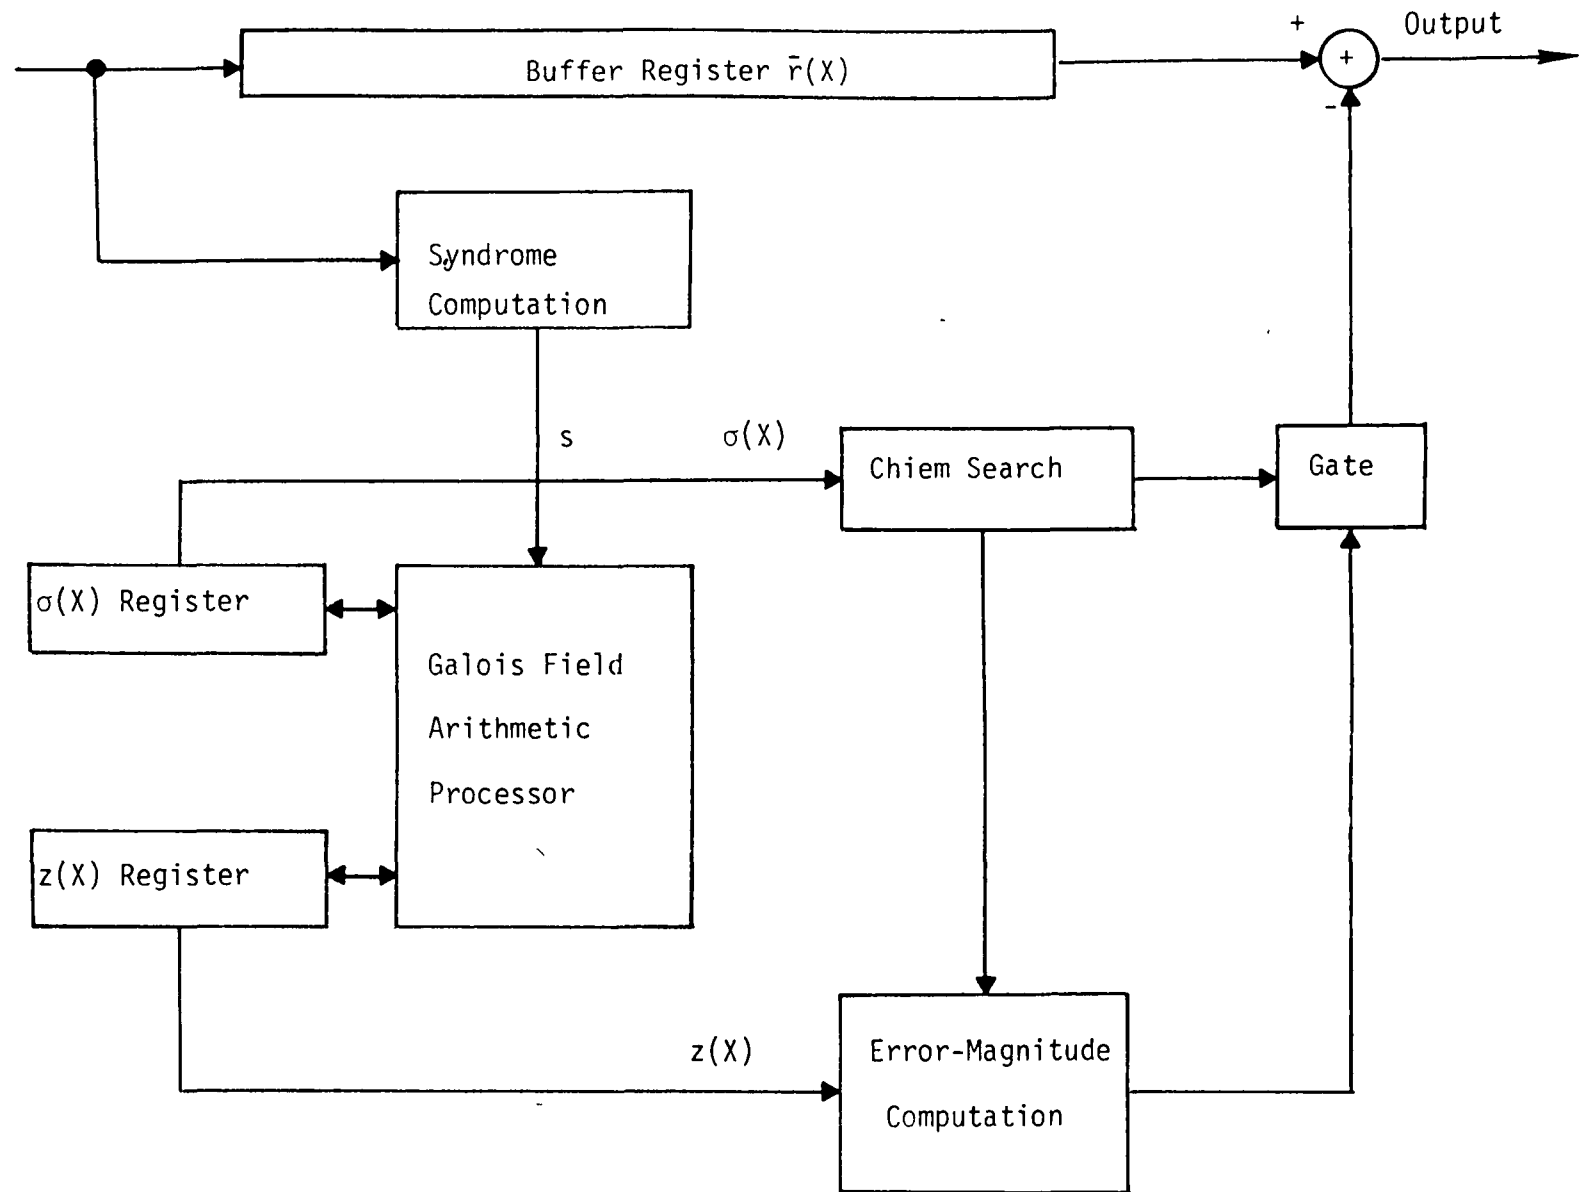 + Output
Buffer Register r̄(X)
+
-
Syndrome
Computation
s
σ(X)
Chiem Search
Gate
σ(X) Register
Galois Field
Arithmetic
Processor
z(X) Register
z(X)
Error-Magnitude
Computation